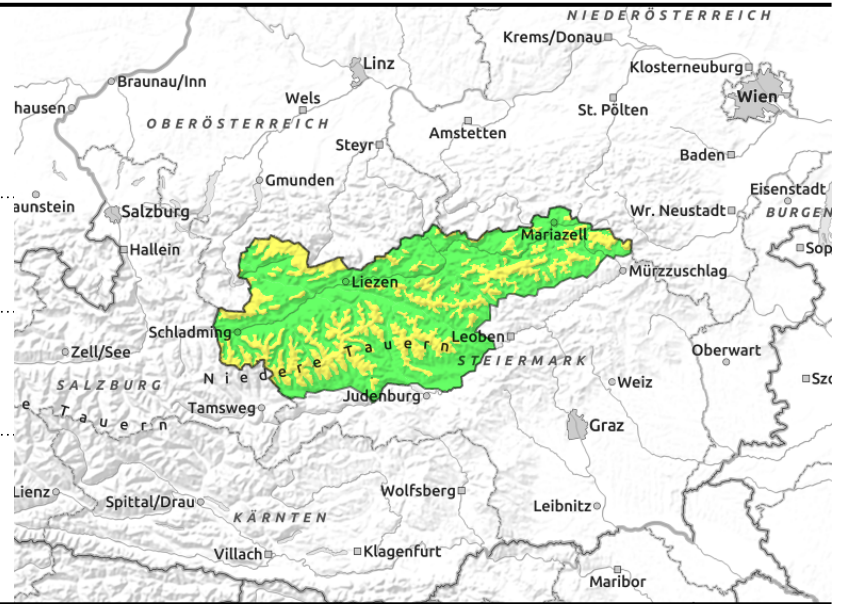 NIEDERÖSTERREICH
Krems/Donau
Linz
Klosterneuburg
Braunau/Inn
Wien
hausen
Wels
St. Pölten
OBERÖSTERREICH
Amstetten
Steyr
Baden
Gmunden
Eisenstadt
aunstein
Salzburg
Wr. Neustadt
BURGEN
Mariazell
Hallein
Sop
Mürzzuschlag
Liezen
Schladming
Leoben
Zell/See
Niedere Tauern
STEIERMARK
Oberwart
SALZBURG
Weiz
Szo
e Tauern
Tamsweg
Judenburg
Graz
Lienz
Spittal/Drau
Wolfsberg
Leibnitz
KÄRNTEN
Villach
Klagenfurt
Maribor